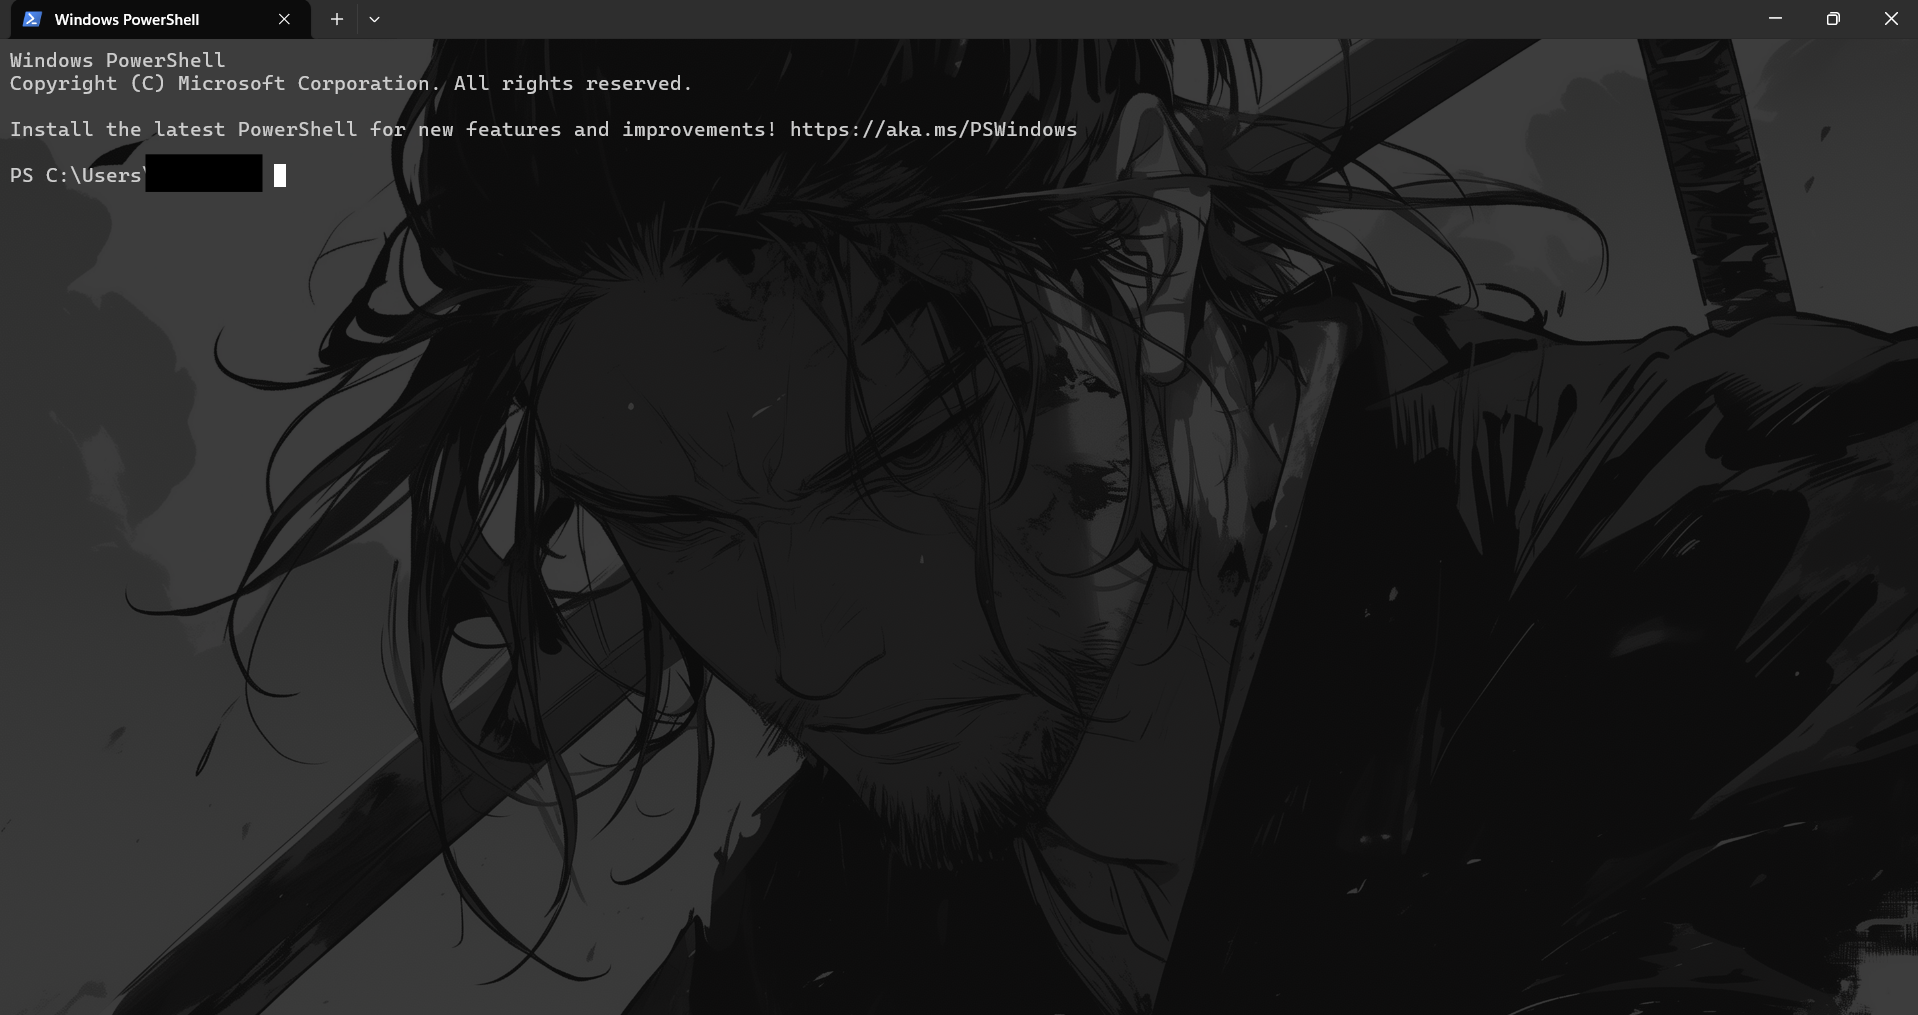 Windows PowerShell
Windows PowerShell
Copyright (C) Microsoft Corporation. All rights reserved.
Install the latest PowerShell for new features and improvements! https://aka.ms/PSWindows
PS C:\Users\